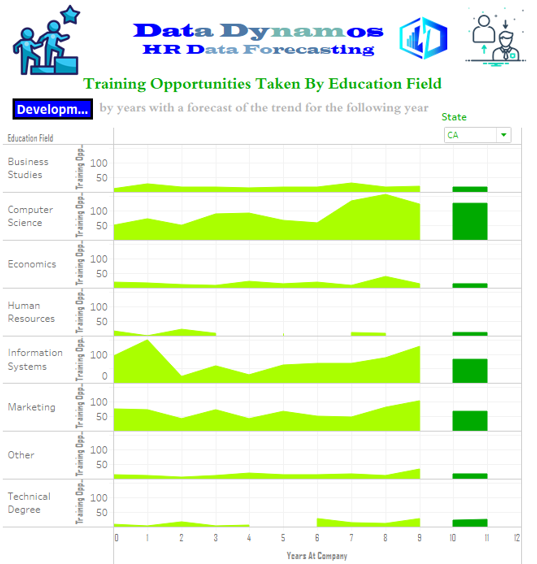 Data Dynamos
HR Data Forecasting
Training Opportunities Taken By Education Field
Developm...
by years with a forecast of the trend for the following year
State
CA
Education Field
Business
Studies
Training Opp..
100
50
Computer
Science
Training Opp..
100
50
Economics
Training Opp..
100
50
Human
Resources
Training Opp..
100
50
Information
Systems
Training Opp..
100
0
Marketing
Training Opp..
100
50
Other
Training Opp..
100
50
Technical
Degree
Training Opp..
100
50
0 1 2 3 4 5 6 7 8 9 10 11 12
Years At Company